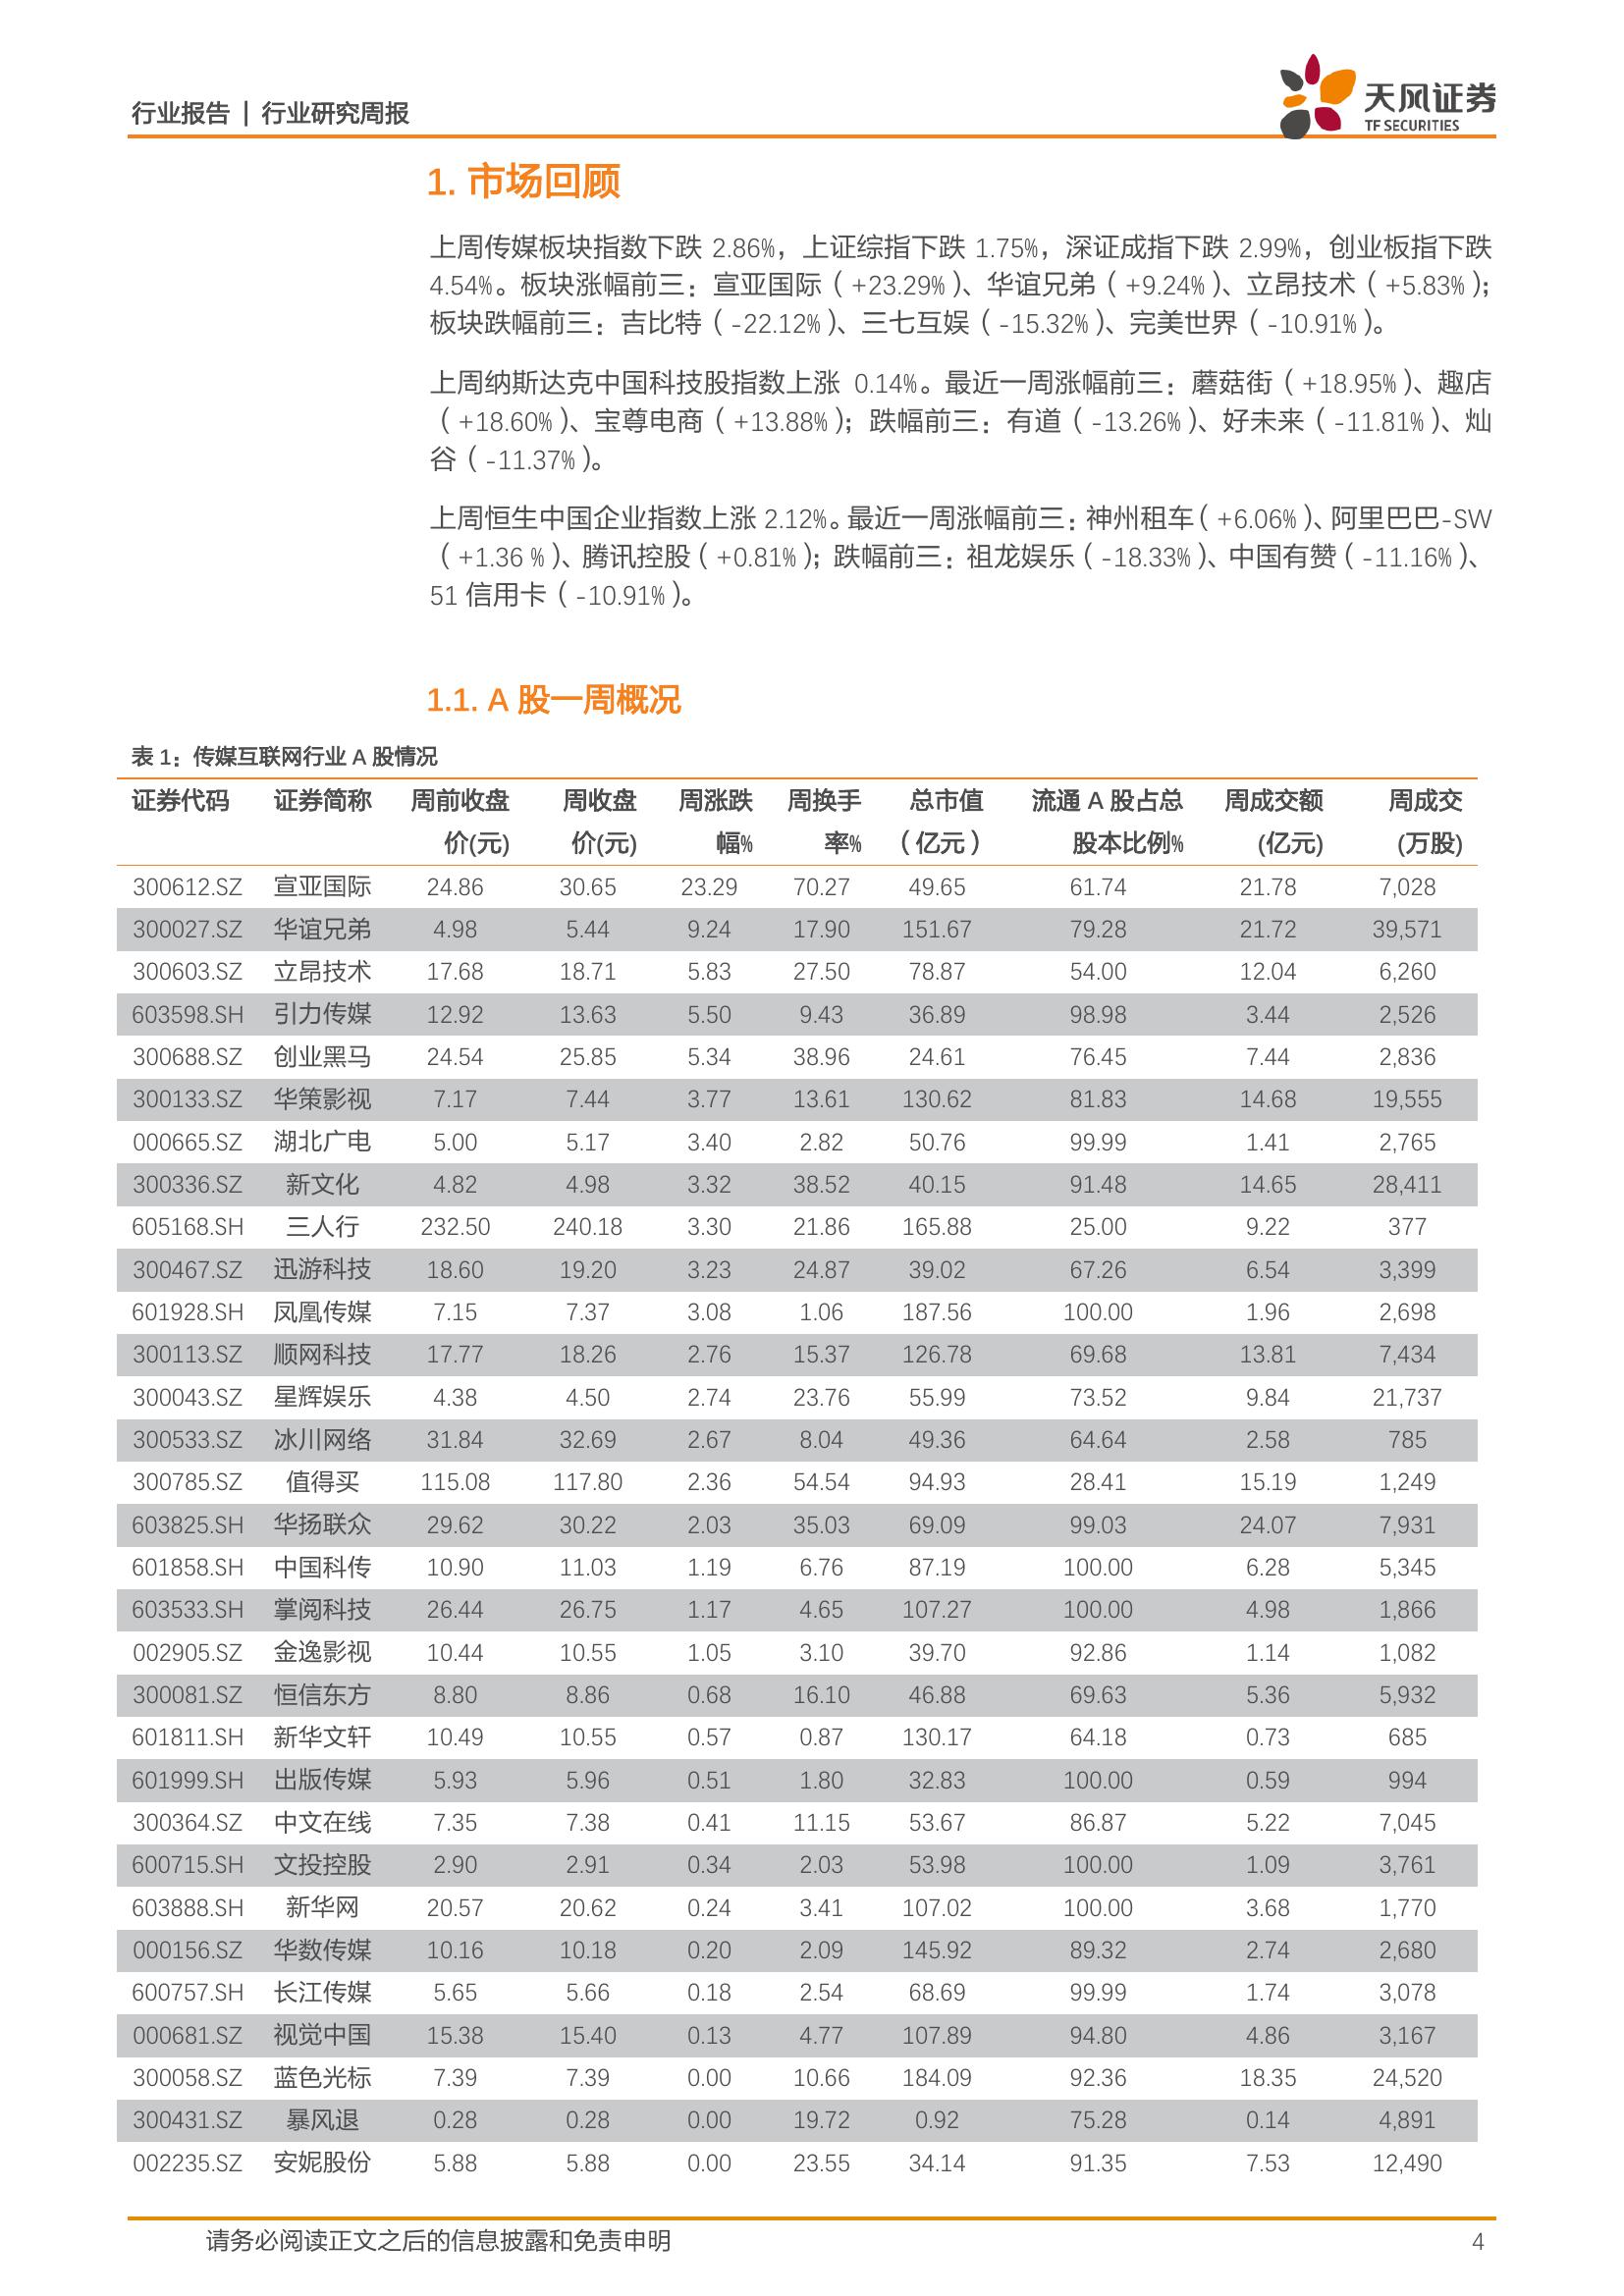 行业报告 | 行业研究周报
天风证券
TF SECURITIES
1. 市场回顾
上周传媒板块指数下跌 2.86%，上证综指下跌 1.75%，深证成指下跌 2.99%，创业板指下跌
4.54%。板块涨幅前三：宣亚国际（+23.29%）、华谊兄弟（+9.24%）、立昂技术（+5.83%）；
板块跌幅前三：吉比特（-22.12%）、三七互娱（-15.32%）、完美世界（-10.91%）。
上周纳斯达克中国科技股指数上涨 0.14%。最近一周涨幅前三：蘑菇街（+18.95%）、趣店
（+18.60%）、宝尊电商（+13.88%）；跌幅前三：有道（-13.26%）、好未来（-11.81%）、灿
谷（-11.37%）。
上周恒生中国企业指数上涨 2.12%。最近一周涨幅前三：神州租车（+6.06%）、阿里巴巴-SW
（+1.36 %）、腾讯控股（+0.81%）；跌幅前三：祖龙娱乐（-18.33%）、中国有赞（-11.16%）、
51 信用卡（-10.91%）。
1.1. A 股一周概况
表 1：传媒互联网行业 A 股情况
证券代码 证券简称 周前收盘 周收盘 周涨跌 周换手 总市值 流通 A 股占总 周成交额 周成交
价(元) 价(元) 幅% 率% （亿元） 股本比例% (亿元) (万股)
300612.SZ 宣亚国际 24.86 30.65 23.29 70.27 49.65 61.74 21.78 7,028
300027.SZ 华谊兄弟 4.98 5.44 9.24 17.90 151.67 79.28 21.72 39,571
300603.SZ 立昂技术 17.68 18.71 5.83 27.50 78.87 54.00 12.04 6,260
603598.SH 引力传媒 12.92 13.63 5.50 9.43 36.89 98.98 3.44 2,526
300688.SZ 创业黑马 24.54 25.85 5.34 38.96 24.61 76.45 7.44 2,836
300133.SZ 华策影视 7.17 7.44 3.77 13.61 130.62 81.83 14.68 19,555
000665.SZ 湖北广电 5.00 5.17 3.40 2.82 50.76 99.99 1.41 2,765
300336.SZ 新文化 4.82 4.98 3.32 38.52 40.15 91.48 14.65 28,411
605168.SH 三人行 232.50 240.18 3.30 21.86 165.88 25.00 9.22 377
300467.SZ 迅游科技 18.60 19.20 3.23 24.87 39.02 67.26 6.54 3,399
601928.SH 凤凰传媒 7.15 7.37 3.08 1.06 187.56 100.00 1.96 2,698
300113.SZ 顺网科技 17.77 18.26 2.76 15.37 126.78 69.68 13.81 7,434
300043.SZ 星辉娱乐 4.38 4.50 2.74 23.76 55.99 73.52 9.84 21,737
300533.SZ 冰川网络 31.84 32.69 2.67 8.04 49.36 64.64 2.58 785
300785.SZ 值得买 115.08 117.80 2.36 54.54 94.93 28.41 15.19 1,249
603825.SH 华扬联众 29.62 30.22 2.03 35.03 69.09 99.03 24.07 7,931
601858.SH 中国科传 10.90 11.03 1.19 6.76 87.19 100.00 6.28 5,345
603533.SH 掌阅科技 26.44 26.75 1.17 4.65 107.27 100.00 4.98 1,866
002905.SZ 金逸影视 10.44 10.55 1.05 3.10 39.70 92.86 1.14 1,082
300081.SZ 恒信东方 8.80 8.86 0.68 16.10 46.88 69.63 5.36 5,932
601811.SH 新华文轩 10.49 10.55 0.57 0.87 130.17 64.18 0.73 685
601999.SH 出版传媒 5.93 5.96 0.51 1.80 32.83 100.00 0.59 994
300364.SZ 中文在线 7.35 7.38 0.41 11.15 53.67 86.87 5.22 7,045
600715.SH 文投控股 2.90 2.91 0.34 2.03 53.98 100.00 1.09 3,761
603888.SH 新华网 20.57 20.62 0.24 3.41 107.02 100.00 3.68 1,770
000156.SZ 华数传媒 10.16 10.18 0.20 2.09 145.92 89.32 2.74 2,680
600757.SH 长江传媒 5.65 5.66 0.18 2.54 68.69 99.99 1.74 3,078
000681.SZ 视觉中国 15.38 15.40 0.13 4.77 107.89 94.80 4.86 3,167
300058.SZ 蓝色光标 7.39 7.39 0.00 10.66 184.09 92.36 18.35 24,520
300431.SZ 暴风退 0.28 0.28 0.00 19.72 0.92 75.28 0.14 4,891
002235.SZ 安妮股份 5.88 5.88 0.00 23.55 34.14 91.35 7.53 12,490
请务必阅读正文之后的信息披露和免责申明 4